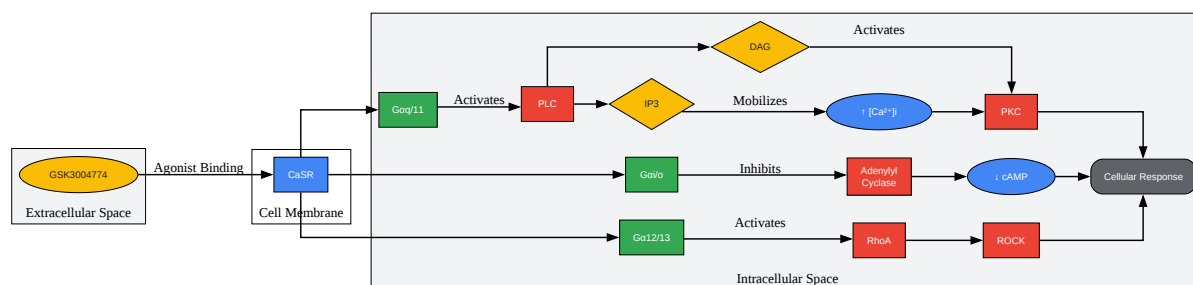 DAG
Activates
Gαq/11
Activates
PLC
IP3
Mobilizes
↑ [Ca²⁺]i
PKC
GSK3004774
Agonist Binding
CaSR
Gαi/o
Inhibits
Adenylyl
Cyclase
↓ cAMP
Cellular Response
Extracellular Space
Cell Membrane
Gα12/13
Activates
RhoA
ROCK
Intracellular Space